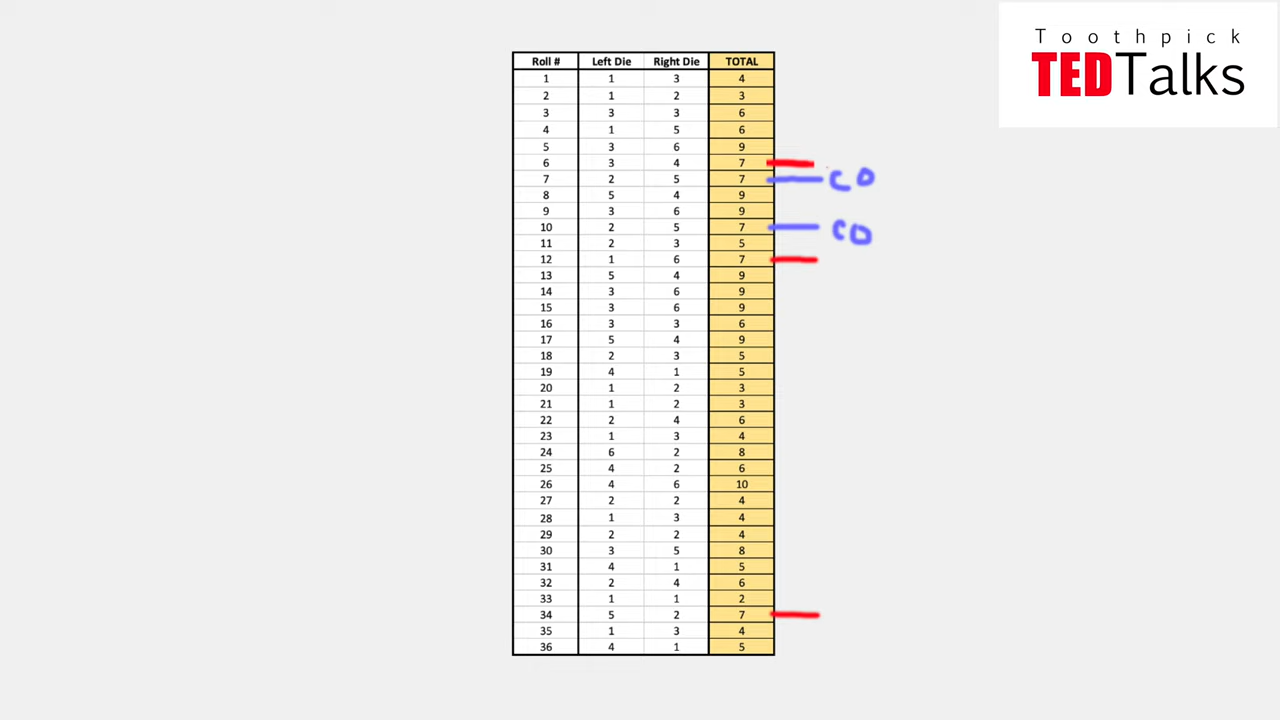 Toothpick
TEDTalks
Roll # Left Die Right Die TOTAL
1 1 3 4
2 1 2 3
3 3 3 6
4 1 5 6
5 3 6 9
6 3 4 7
7 2 5 7 CO
8 5 4 9
9 3 6 9
10 2 5 7 CO
11 2 3 5
12 1 6 7
13 5 4 9
14 3 6 9
15 3 6 9
16 3 3 6
17 5 4 9
18 2 3 5
19 4 1 5
20 1 2 3
21 1 2 3
22 2 4 6
23 1 3 4
24 6 2 8
25 4 2 6
26 4 6 10
27 2 2 4
28 1 3 4
29 2 2 4
30 3 5 8
31 4 1 5
32 2 4 6
33 1 1 2
34 5 2 7
35 1 3 4
36 4 1 5